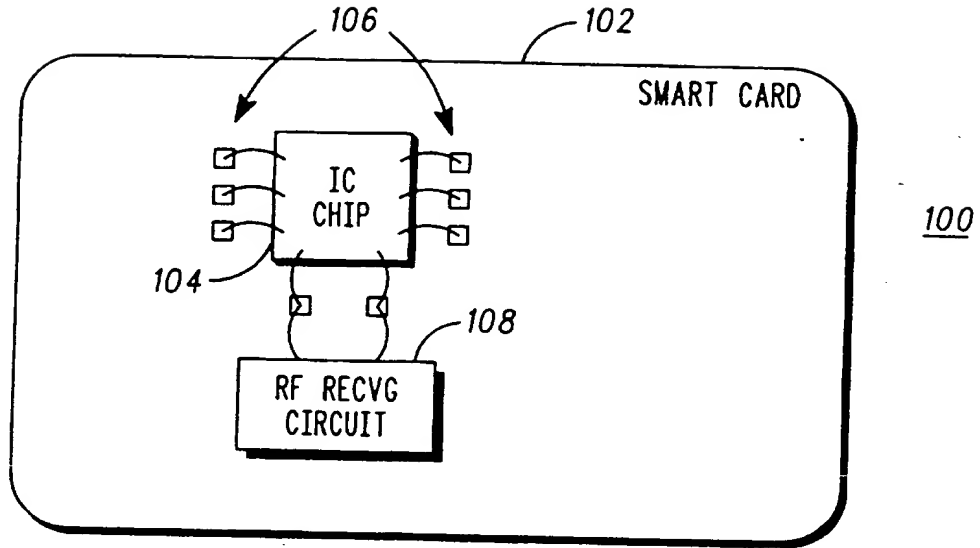 106
102
SMART CARD
IC
CHIP
100
104
108
RF RECVG
CIRCUIT